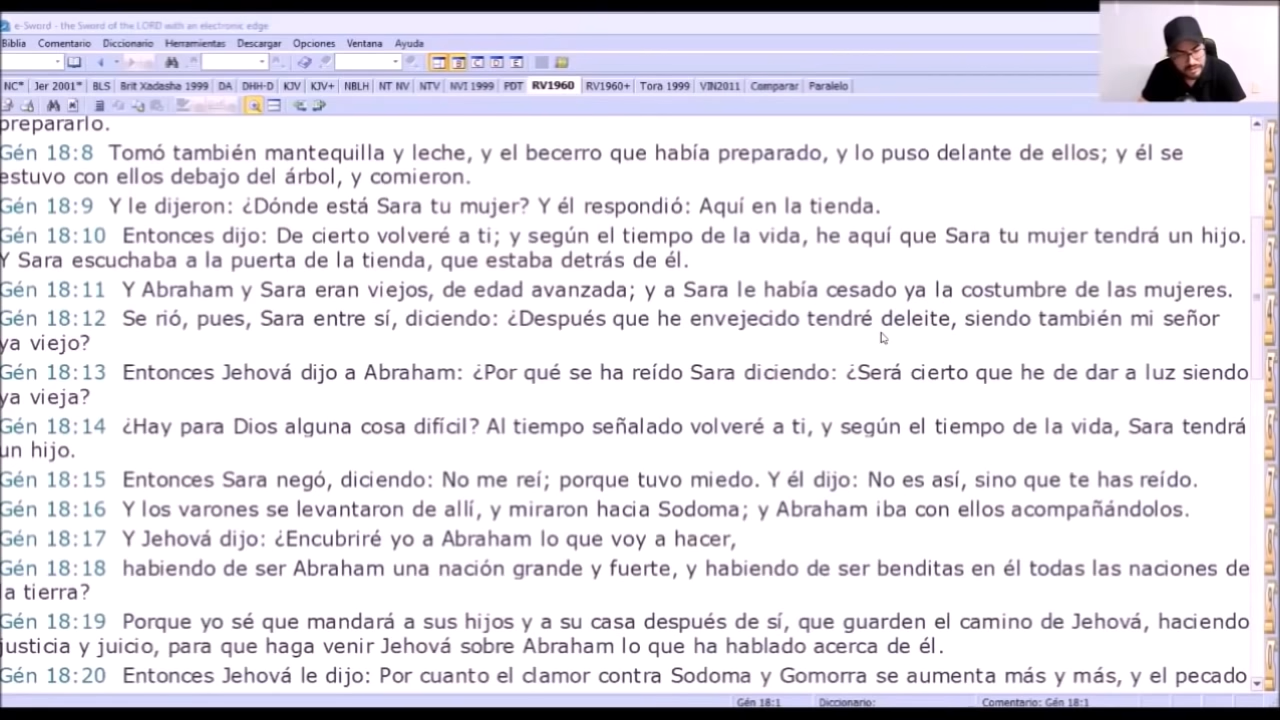 e-Sword - the Sword of the LORD with an electronic edge
Biblia Comentario Diccionario Herramientas Descargar Opciones Ventana Ayuda
B C D E
NC* Jer 2001* BLS Brit Xadasha 1999 DA DHH-D KJV KJV+ NBLH NT NV NTV NVI 1999 PDT RV1960 RV1960+ Tora 1999 VIN2011 Comparar Paralelo
prepararlo.
Gén 18:8 Tomó también mantequilla y leche, y el becerro que había preparado, y lo puso delante de ellos; y él se
estuvo con ellos debajo del árbol, y comieron.
Gén 18:9 Y le dijeron: ¿Dónde está Sara tu mujer? Y él respondió: Aquí en la tienda.
Gén 18:10 Entonces dijo: De cierto volveré a ti; y según el tiempo de la vida, he aquí que Sara tu mujer tendrá un hijo.
Y Sara escuchaba a la puerta de la tienda, que estaba detrás de él.
Gén 18:11 Y Abraham y Sara eran viejos, de edad avanzada; y a Sara le había cesado ya la costumbre de las mujeres.
Gén 18:12 Se rió, pues, Sara entre sí, diciendo: ¿Después que he envejecido tendré deleite, siendo también mi señor
ya viejo?
Gén 18:13 Entonces Jehová dijo a Abraham: ¿Por qué se ha reído Sara diciendo: ¿Será cierto que he de dar a luz siendo
ya vieja?
Gén 18:14 ¿Hay para Dios alguna cosa difícil? Al tiempo señalado volveré a ti, y según el tiempo de la vida, Sara tendrá
un hijo.
Gén 18:15 Entonces Sara negó, diciendo: No me reí; porque tuvo miedo. Y él dijo: No es así, sino que te has reído.
Gén 18:16 Y los varones se levantaron de allí, y miraron hacia Sodoma; y Abraham iba con ellos acompañándolos.
Gén 18:17 Y Jehová dijo: ¿Encubriré yo a Abraham lo que voy a hacer,
Gén 18:18 habiendo de ser Abraham una nación grande y fuerte, y habiendo de ser benditas en él todas las naciones de
la tierra?
Gén 18:19 Porque yo sé que mandará a sus hijos y a su casa después de sí, que guarden el camino de Jehová, haciendo
justicia y juicio, para que haga venir Jehová sobre Abraham lo que ha hablado acerca de él.
Gén 18:20 Entonces Jehová le dijo: Por cuanto el clamor contra Sodoma y Gomorra se aumenta más y más, y el pecado
Gén 18:1 Diccionario: Comentario: Gén 18:1